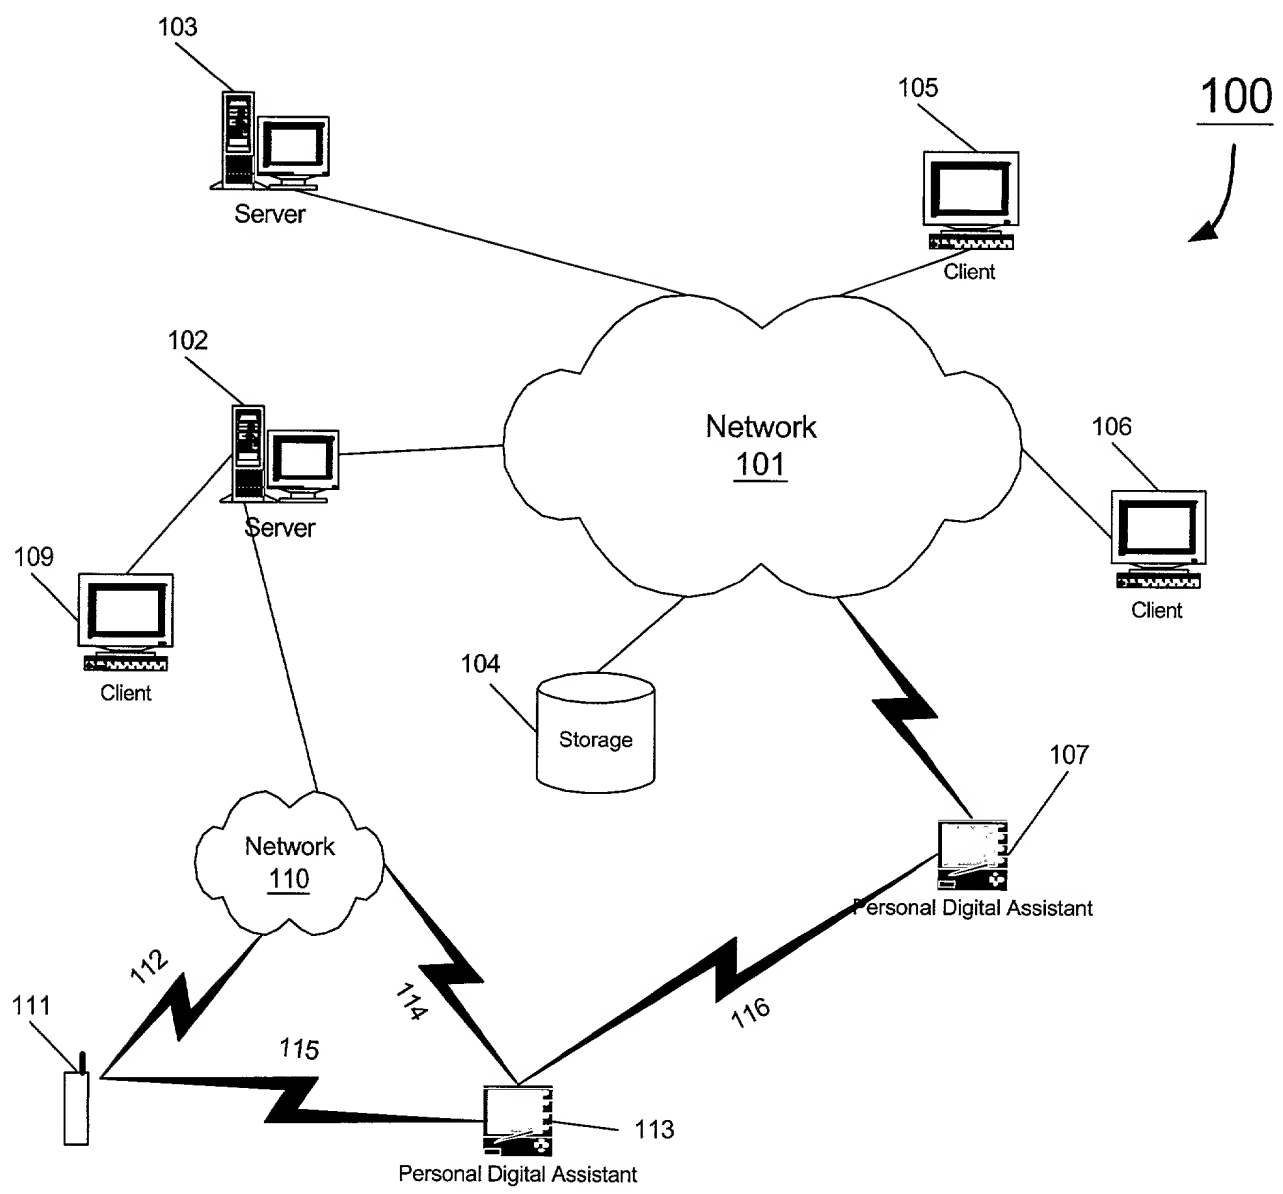 103
105
100
Server
Client
102
Network
101
106
Server
109
Client
Client
104
Storage
107
Network
110
Personal Digital Assistant
112
114
116
111
115
113
Personal Digital Assistant